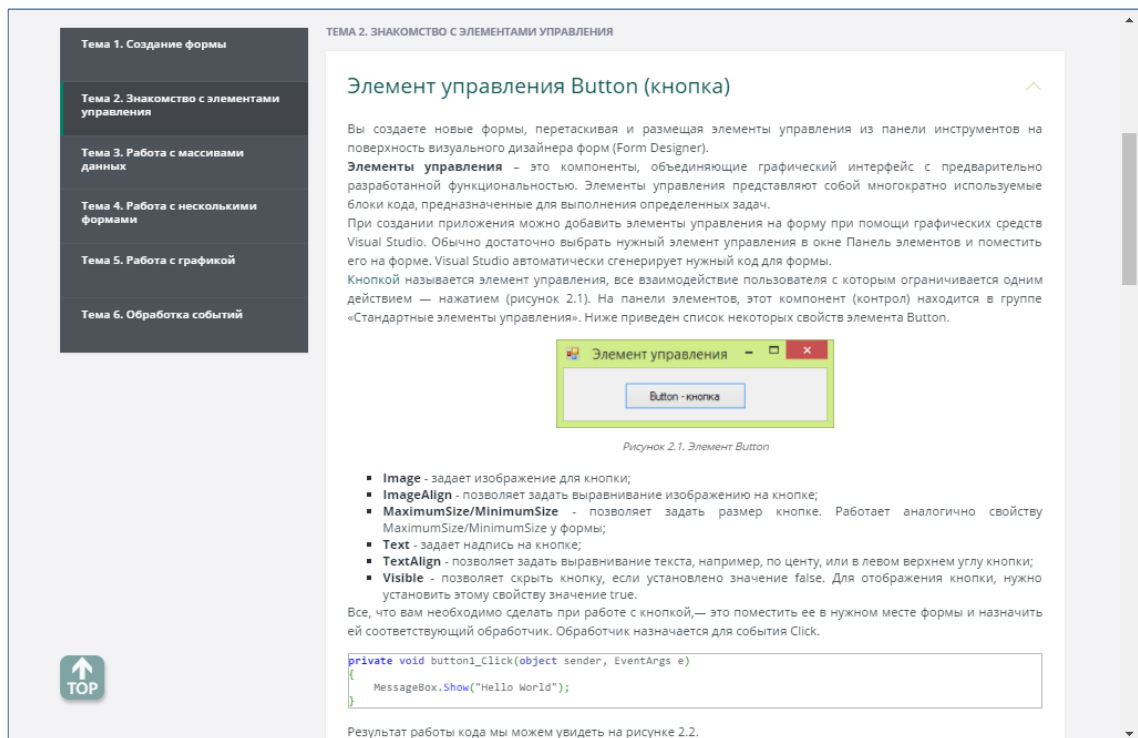 Тема 1. Создание формы
Тема 2. Знакомство с элементами
управления
Тема 3. Работа с массивами
данных
Тема 4. Работа с несколькими
формами
Тема 5. Работа с графикой
Тема 6. Обработка событий
TOP
ТЕМА 2. ЗНАКОМСТВО С ЭЛЕМЕНТАМИ УПРАВЛЕНИЯ
Элемент управления Button (кнопка)
Вы создаете новые формы, перетаскивая и размещая элементы управления из панели инструментов на
поверхность визуального дизайнера форм (Form Designer).
Элементы управления – это компоненты, объединяющие графический интерфейс с предварительно
разработанной функциональностью. Элементы управления представляют собой многократно используемые
блоки кода, предназначенные для выполнения определенных задач.
При создании приложения можно добавить элементы управления на форму при помощи графических средств
Visual Studio. Обычно достаточно выбрать нужный элемент управления в окне Панель элементов и поместить
его на форме. Visual Studio автоматически сгенерирует нужный код для формы.
Кнопкой называется элемент управления, все взаимодействие пользователя с которым ограничивается одним
действием — нажатием (рисунок 2.1). На панели элементов, этот компонент (контрол) находится в группе
«Стандартные элементы управления». Ниже приведен список некоторых свойств элемента Button.
Элемент управления
Button - кнопка
Рисунок 2.1. Элемент Button
▪ Image - задает изображение для кнопки;
▪ ImageAlign - позволяет задать выравнивание изображению на кнопке;
▪ MaximumSize/MinimumSize - позволяет задать размер кнопке. Работает аналогично свойству
MaximumSize/MinimumSize у формы;
▪ Text - задает надпись на кнопке;
▪ TextAlign - позволяет задать выравнивание текста, например, по центу, или в левом верхнем углу кнопки;
▪ Visible - позволяет скрыть кнопку, если установлено значение false. Для отображения кнопки, нужно
установить этому свойству значение true.
Все, что вам необходимо сделать при работе с кнопкой,— это поместить ее в нужном месте формы и назначить
ей соответствующий обработчик. Обработчик назначается для события Click.
private void button1_Click(object sender, EventArgs e)
{
MessageBox.Show("Hello World");
}
Результат работы кода мы можем увидеть на рисунке 2.2.